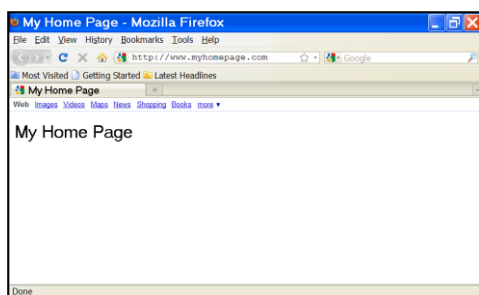 My Home Page - Mozilla Firefox
File Edit View History Bookmarks Tools Help
http://www.myhomepage.com Google
Most Visited Getting Started Latest Headlines
My Home Page +
Web Images Videos Maps News Shopping Books more ▼
My Home Page
Done